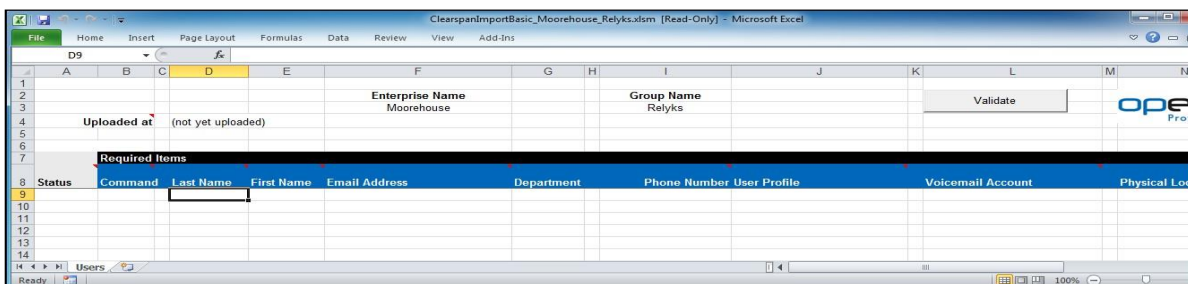 ClearspanImportBasic_Moorehouse_Relyks.xlsm [Read-Only] - Microsoft Excel
File Home Insert Page Layout Formulas Data Review View Add-Ins
D9 fx
A B C D E F G H I J K L M N
1
2 Enterprise Name Group Name Validate
3 Moorehouse Relyks
4 Uploaded at (not yet uploaded)
5
6
7 Required Items
8 Status Command Last Name First Name Email Address Department Phone Number User Profile Voicemail Account Physical Loc
9
10
11
12
13
14
Users
Ready 100%